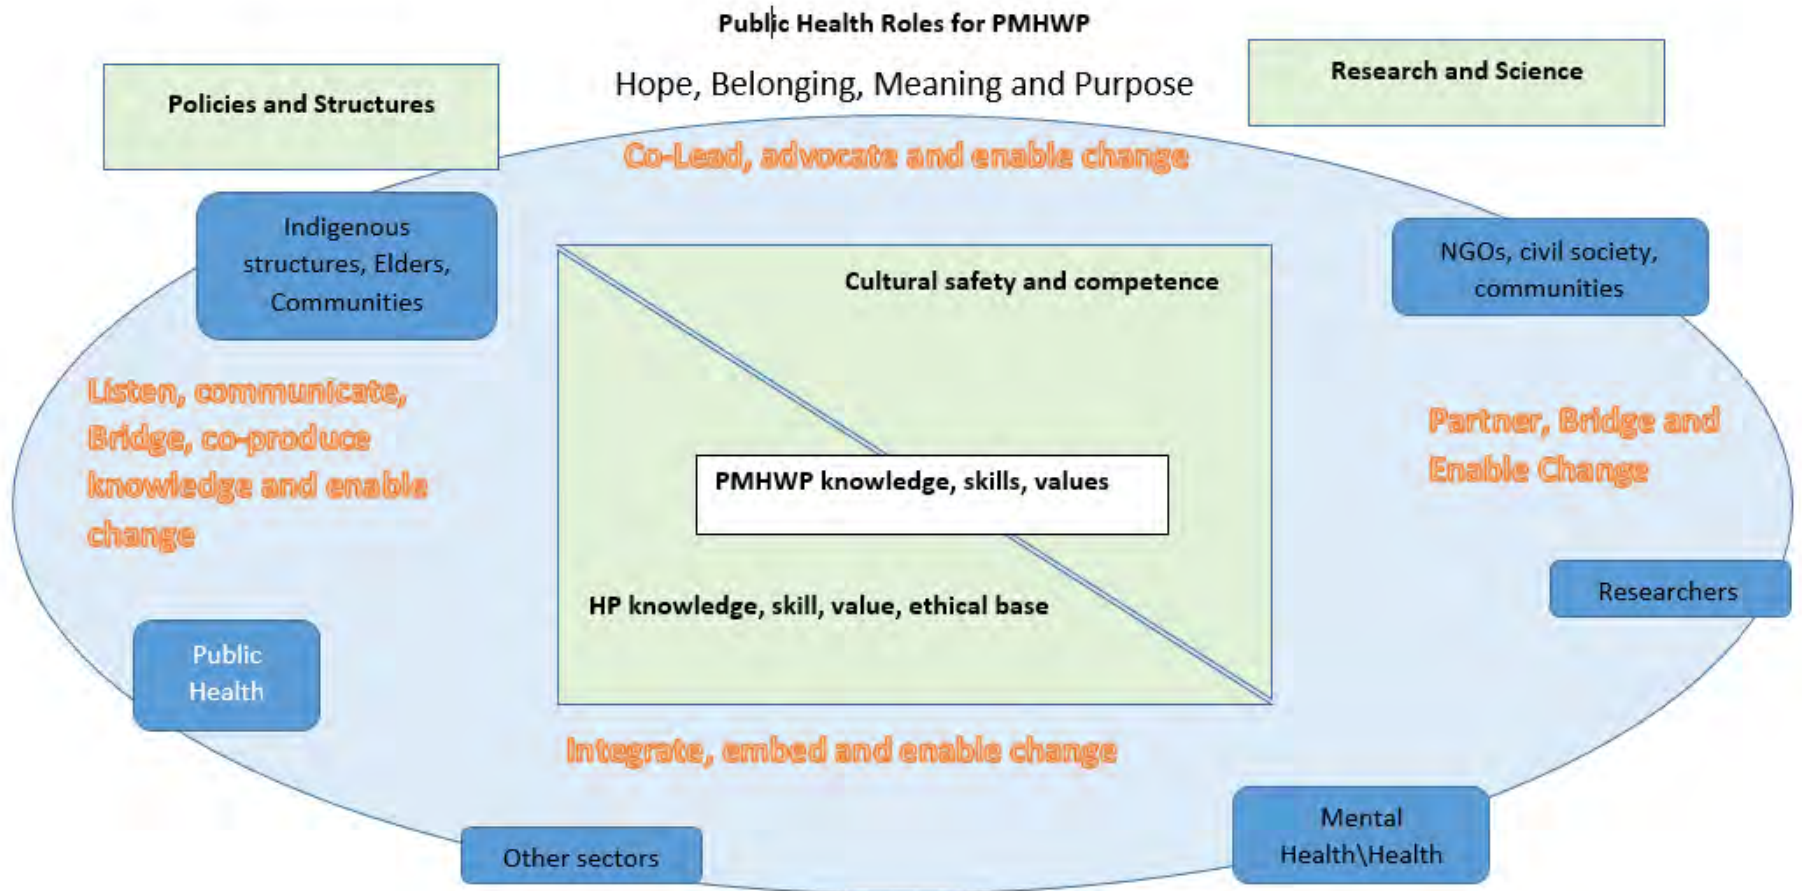 Public Health Roles for PMHWP
Hope, Belonging, Meaning and Purpose
Policies and Structures
Research and Science
Co-Lead, advocate and enable change
Indigenous
structures, Elders,
Communities
NGOs, civil society,
communities
Cultural safety and competence
Listen, communicate,
Bridge, co-produce
knowledge and enable
change
Partner, Bridge and
Enable Change
PMHWP knowledge, skills, values
HP knowledge, skill, value, ethical base
Researchers
Public
Health
Integrate, embed and enable change
Other sectors
Mental
Health\Health